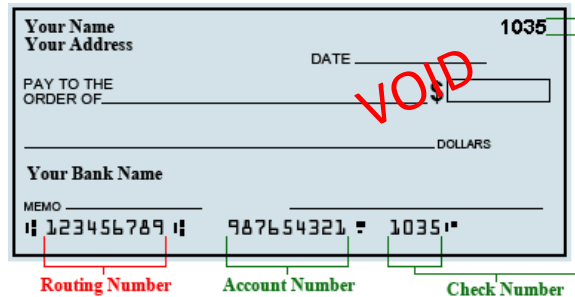 Your Name
1035
Your Address
DATE
VOID
PAY TO THE
ORDER OF
$
DOLLARS
Your Bank Name
MEMO
⑆123456789⑆ 987654321⑈ 1035⑈
Routing Number
Account Number
Check Number